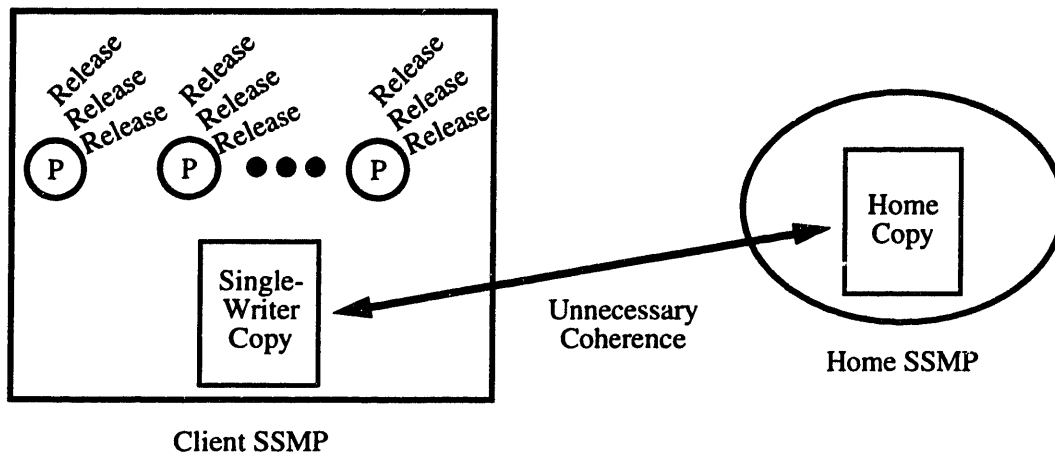 Release
Release
Release
Release
Release
Release
Release
Release
Release
P
P
P
Single-
Writer
Copy
Unnecessary
Coherence
Home
Copy
Home SSMP
Client SSMP